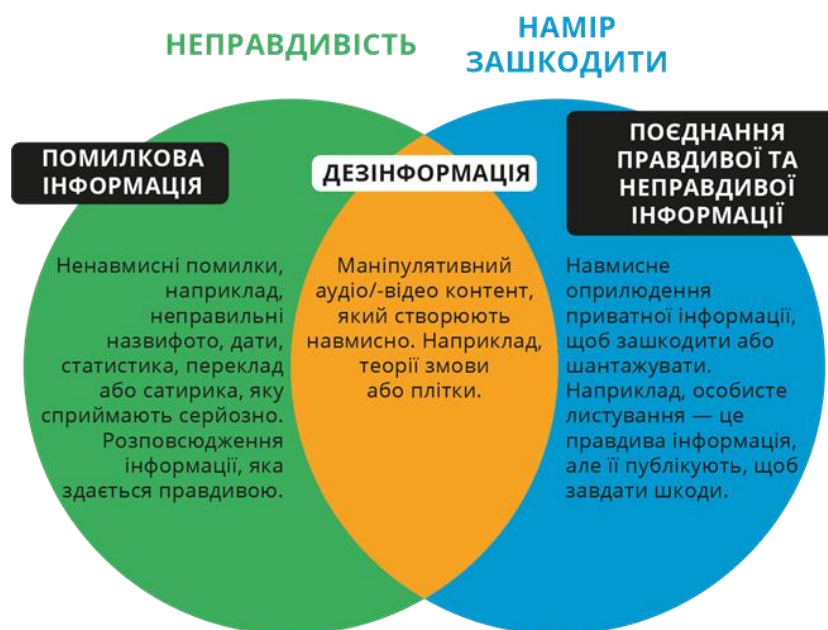 НЕПРАВДИВІСТЬ
НАМІР
ЗАШКОДИТИ
ПОМИЛКОВА
ІНФОРМАЦІЯ
Ненавмисні помилки,
наприклад,
неправильні
назвифото, дати,
статистика, переклад
або сатирика, яку
сприймають серйозно.
Розповсюдження
інформації, яка
здається правдивою.
ДЕЗІНФОРМАЦІЯ
Маніпулятивний
аудіо/-відео контент,
який створюють
навмисно. Наприклад,
теорії змови
або плітки.
ПОЄДНАННЯ
ПРАВДИВОЇ ТА
НЕПРАВДИВОЇ
ІНФОРМАЦІЇ
Навмисне
оприлюдення
приватної інформації,
щоб зашкодити або
шантажувати.
Наприклад, особисте
листування — це
правдива інформація,
але її публікують, щоб
завдати шкоди.